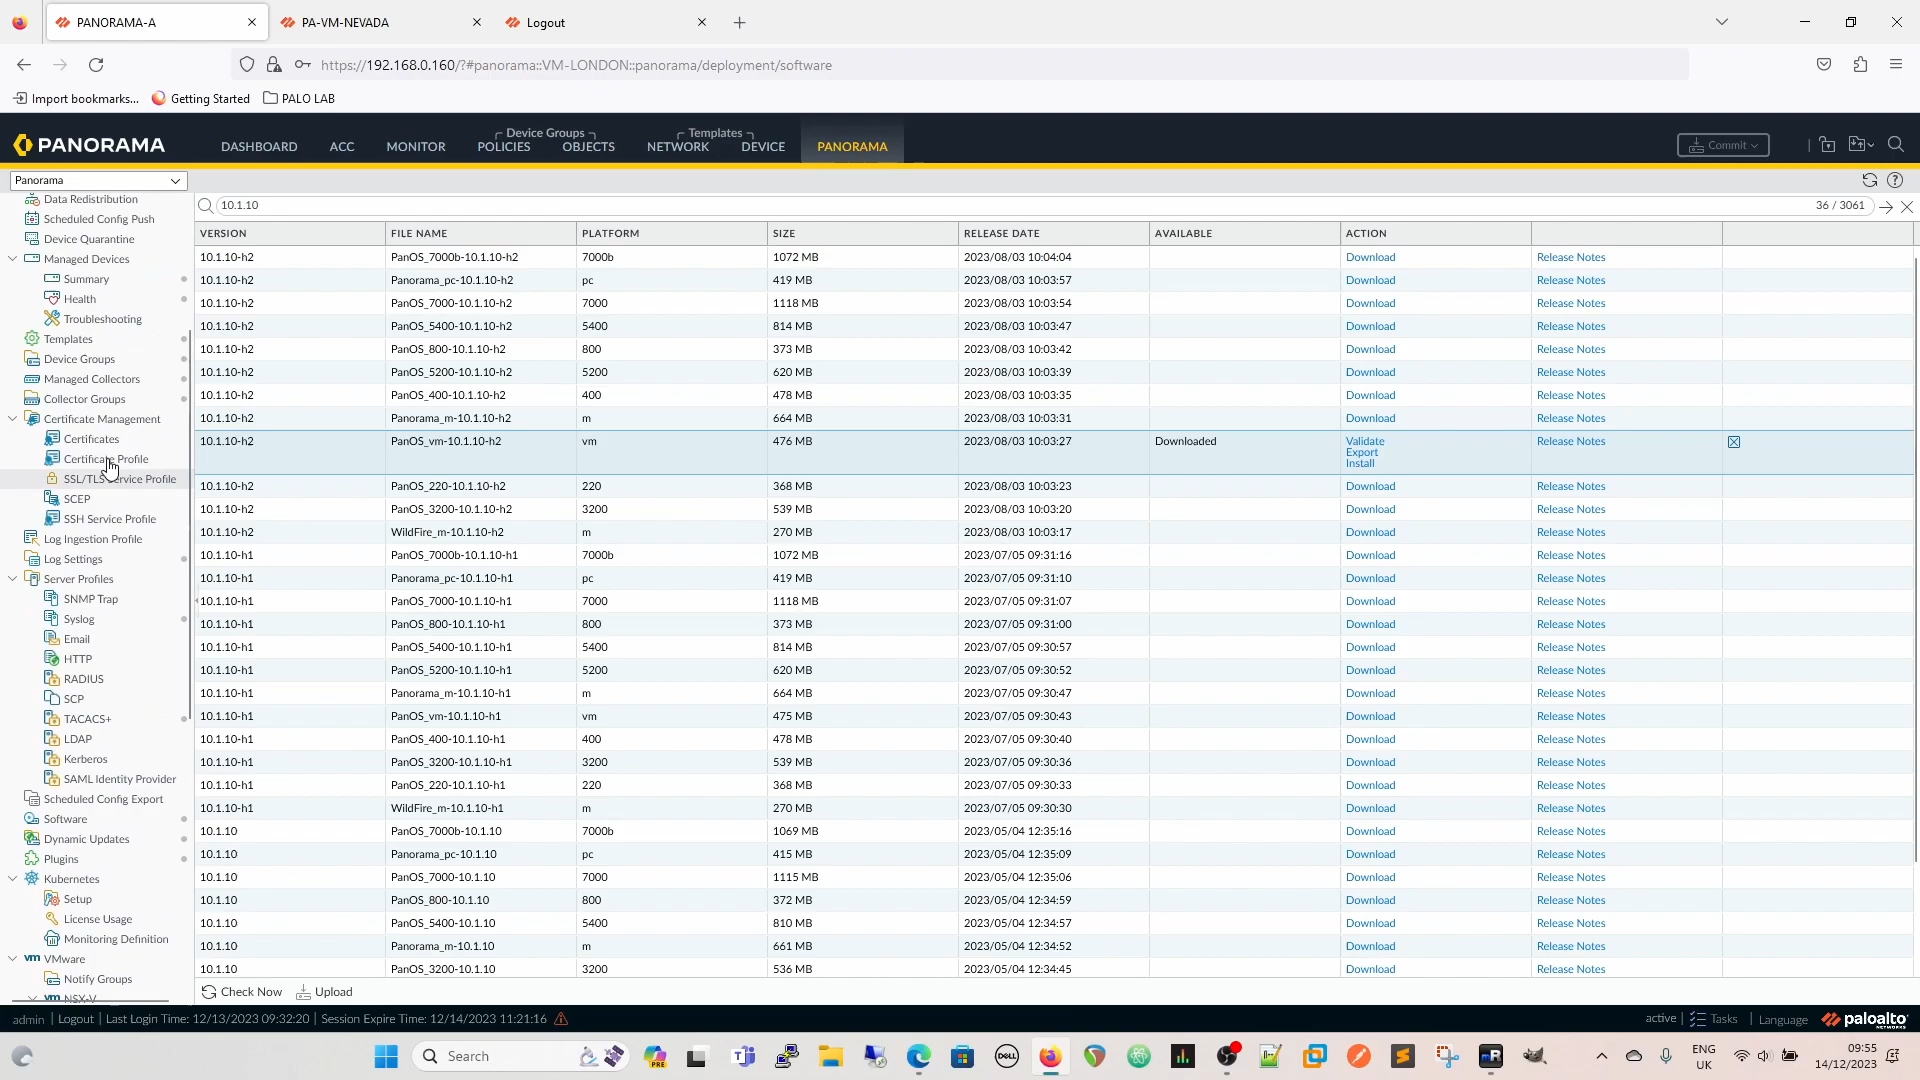 PANORAMA-A
PA-VM-NEVADA
Logout
https://192.168.0.160/?#panorama::VM-LONDON::panorama/deployment/software
Import bookmarks... Getting Started PALO LAB
PANORAMA
Device Groups
Templates
DASHBOARD ACC MONITOR POLICIES OBJECTS NETWORK DEVICE PANORAMA
Commit
Panorama
Data Redistribution
Scheduled Config Push
Device Quarantine
Managed Devices
Summary
Health
Troubleshooting
Templates
Device Groups
Managed Collectors
Collector Groups
Certificate Management
Certificates
Certificate Profile
SSL/TLS Service Profile
SCEP
SSH Service Profile
Log Ingestion Profile
Log Settings
Server Profiles
SNMP Trap
Syslog
Email
HTTP
RADIUS
SCP
TACACS+
LDAP
Kerberos
SAML Identity Provider
Scheduled Config Export
Software
Dynamic Updates
Plugins
Kubernetes
Setup
License Usage
Monitoring Definition
vm VMware
Notify Groups
vm NSX-V
10.1.10
36 / 3061
VERSION FILE NAME PLATFORM SIZE RELEASE DATE AVAILABLE ACTION
10.1.10-h2 PanOS_7000b-10.1.10-h2 7000b 1072 MB 2023/08/03 10:04:04 Download Release Notes
10.1.10-h2 Panorama_pc-10.1.10-h2 pc 419 MB 2023/08/03 10:03:57 Download Release Notes
10.1.10-h2 PanOS_7000-10.1.10-h2 7000 1118 MB 2023/08/03 10:03:54 Download Release Notes
10.1.10-h2 PanOS_5400-10.1.10-h2 5400 814 MB 2023/08/03 10:03:47 Download Release Notes
10.1.10-h2 PanOS_800-10.1.10-h2 800 373 MB 2023/08/03 10:03:42 Download Release Notes
10.1.10-h2 PanOS_5200-10.1.10-h2 5200 620 MB 2023/08/03 10:03:39 Download Release Notes
10.1.10-h2 PanOS_400-10.1.10-h2 400 478 MB 2023/08/03 10:03:35 Download Release Notes
10.1.10-h2 Panorama_m-10.1.10-h2 m 664 MB 2023/08/03 10:03:31 Download Release Notes
10.1.10-h2 PanOS_vm-10.1.10-h2 vm 476 MB 2023/08/03 10:03:27 Downloaded Validate Release Notes
Export
Install
10.1.10-h2 PanOS_220-10.1.10-h2 220 368 MB 2023/08/03 10:03:23 Download Release Notes
10.1.10-h2 PanOS_3200-10.1.10-h2 3200 539 MB 2023/08/03 10:03:20 Download Release Notes
10.1.10-h2 WildFire_m-10.1.10-h2 m 270 MB 2023/08/03 10:03:17 Download Release Notes
10.1.10-h1 PanOS_7000b-10.1.10-h1 7000b 1072 MB 2023/07/05 09:31:16 Download Release Notes
10.1.10-h1 Panorama_pc-10.1.10-h1 pc 419 MB 2023/07/05 09:31:10 Download Release Notes
10.1.10-h1 PanOS_7000-10.1.10-h1 7000 1118 MB 2023/07/05 09:31:07 Download Release Notes
10.1.10-h1 PanOS_800-10.1.10-h1 800 373 MB 2023/07/05 09:31:00 Download Release Notes
10.1.10-h1 PanOS_5400-10.1.10-h1 5400 814 MB 2023/07/05 09:30:57 Download Release Notes
10.1.10-h1 PanOS_5200-10.1.10-h1 5200 620 MB 2023/07/05 09:30:52 Download Release Notes
10.1.10-h1 Panorama_m-10.1.10-h1 m 664 MB 2023/07/05 09:30:47 Download Release Notes
10.1.10-h1 PanOS_vm-10.1.10-h1 vm 475 MB 2023/07/05 09:30:43 Download Release Notes
10.1.10-h1 PanOS_400-10.1.10-h1 400 478 MB 2023/07/05 09:30:40 Download Release Notes
10.1.10-h1 PanOS_3200-10.1.10-h1 3200 539 MB 2023/07/05 09:30:36 Download Release Notes
10.1.10-h1 PanOS_220-10.1.10-h1 220 368 MB 2023/07/05 09:30:33 Download Release Notes
10.1.10-h1 WildFire_m-10.1.10-h1 m 270 MB 2023/07/05 09:30:30 Download Release Notes
10.1.10 PanOS_7000b-10.1.10 7000b 1069 MB 2023/05/04 12:35:16 Download Release Notes
10.1.10 Panorama_pc-10.1.10 pc 415 MB 2023/05/04 12:35:09 Download Release Notes
10.1.10 PanOS_7000-10.1.10 7000 1115 MB 2023/05/04 12:35:06 Download Release Notes
10.1.10 PanOS_800-10.1.10 800 372 MB 2023/05/04 12:34:59 Download Release Notes
10.1.10 PanOS_5400-10.1.10 5400 810 MB 2023/05/04 12:34:57 Download Release Notes
10.1.10 Panorama_m-10.1.10 m 661 MB 2023/05/04 12:34:52 Download Release Notes
10.1.10 PanOS_3200-10.1.10 3200 536 MB 2023/05/04 12:34:45 Download Release Notes
Check Now Upload
admin | Logout | Last Login Time: 12/13/2023 09:32:20 | Session Expire Time: 12/14/2023 11:21:16
active | Tasks | Language paloalto NETWORKS
Search
PRE
DELL
mR
ENG
UK
09:55
14/12/2023